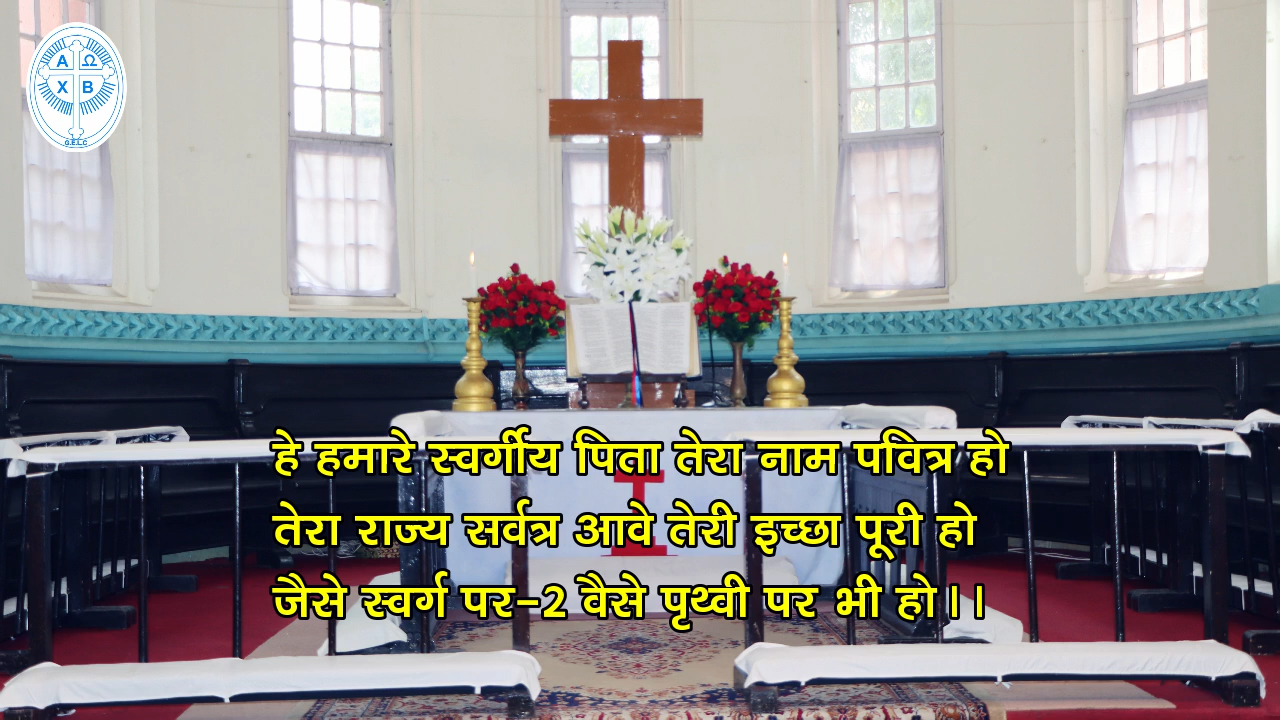 Α Ω
Χ Β
G.E.L.C
हे हमारे स्वर्गीय पिता तेरा नाम पवित्र हो
तेरा राज्य सर्वत्र आवे तेरी इच्छा पूरी हो
जैसे स्वर्ग पर-2 वैसे पृथ्वी पर भी हो।।